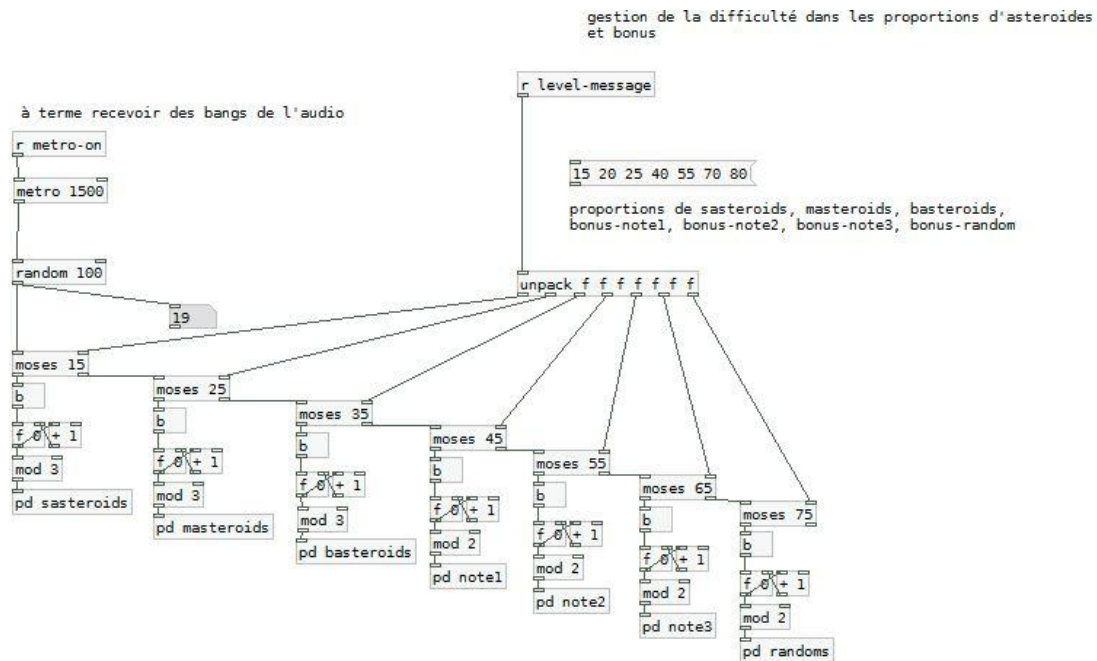 gestion de la difficulté dans les proportions d'asteroides
et bonus
r level-message
à terme recevoir des bangs de l'audio
r metro-on
metro 1500
15 20 25 40 55 70 80
proportions de sasteroids, masteroids, basteroids,
bonus-note1, bonus-note2, bonus-note3, bonus-random
random 100
unpack f f f f f f f
19
moses 15
b
f 0 + 1
mod 3
pd sasteroids
moses 25
b
f 0 + 1
mod 3
pd masteroids
moses 35
b
f 0 + 1
mod 3
pd basteroids
moses 45
b
f 0 + 1
mod 2
pd note1
moses 55
b
f 0 + 1
mod 2
pd note2
moses 65
b
f 0 + 1
mod 2
pd note3
moses 75
b
f 0 + 1
mod 2
pd randoms